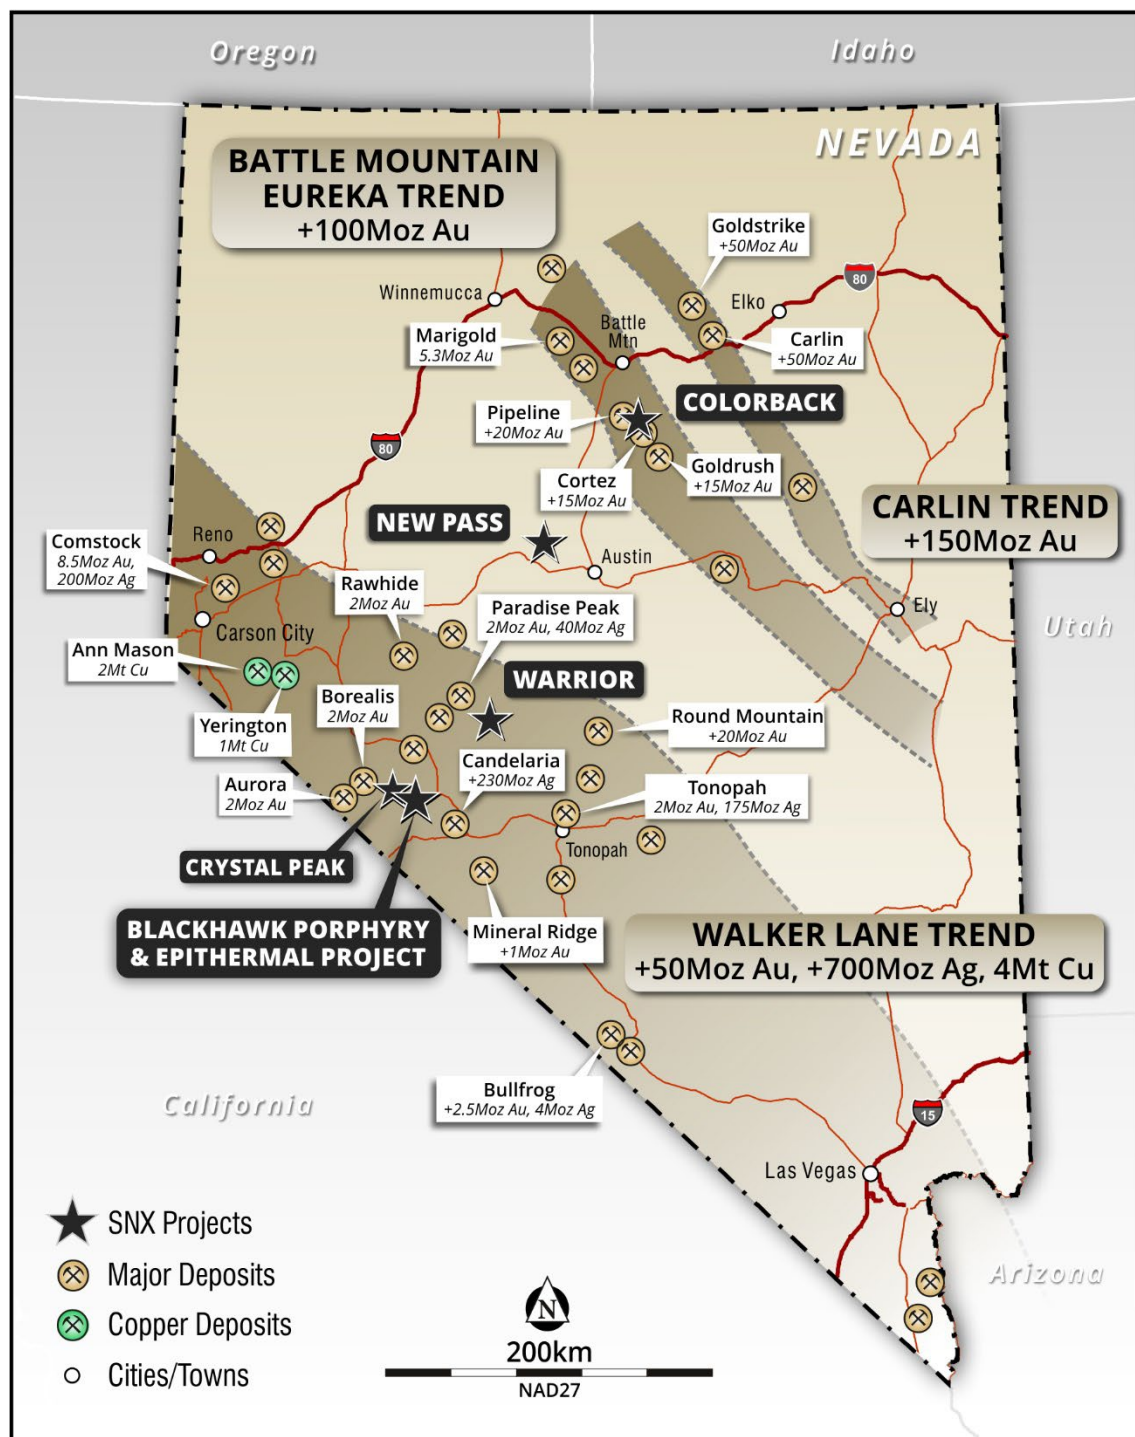 Oregon
Idaho
NEVADA
BATTLE MOUNTAIN
EUREKA TREND
+100Moz Au
Goldstrike
+50Moz Au
80
Winnemucca
Elko
Battle
Mtn
Marigold
5.3Moz Au
Carlin
+50Moz Au
COLORBACK
Pipeline
+20Moz Au
80
Cortez
+15Moz Au
Goldrush
+15Moz Au
CARLIN TREND
+150Moz Au
NEW PASS
Reno
Comstock
8.5Moz Au,
200Moz Ag
Austin
Rawhide
2Moz Au
Paradise Peak
2Moz Au, 40Moz Ag
Ely
Utah
Carson City
Ann Mason
2Mt Cu
WARRIOR
Borealis
2Moz Au
Yerington
1Mt Cu
Round Mountain
+20Moz Au
Candelaria
+230Moz Ag
Aurora
2Moz Au
Tonopah
2Moz Au, 175Moz Ag
Tonopah
CRYSTAL PEAK
BLACKHAWK PORPHYRY
& EPITHERMAL PROJECT
Mineral Ridge
+1Moz Au
WALKER LANE TREND
+50Moz Au, +700Moz Ag, 4Mt Cu
Bullfrog
+2.5Moz Au, 4Moz Ag
California
15
Las Vegas
Arizona
SNX Projects
Major Deposits
Copper Deposits
Cities/Towns
N
200km
NAD27